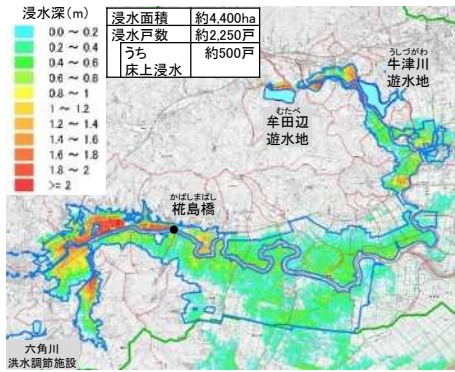 浸水深(m)
0.0 ～ 0.2
0.2 ～ 0.4
0.4 ～ 0.6
0.6 ～ 0.8
0.8 ～ 1
1 ～ 1.2
1.2 ～ 1.4
1.4 ～ 1.6
1.6 ～ 1.8
1.8 ～ 2
>= 2
浸水面積 約4,400ha
浸水戸数 約2,250戸
うち 約500戸
床上浸水
うしづがわ
牛津川
遊水地
むたべ
牟田辺
遊水地
かばしまばし
椛島橋
六角川
洪水調節施設